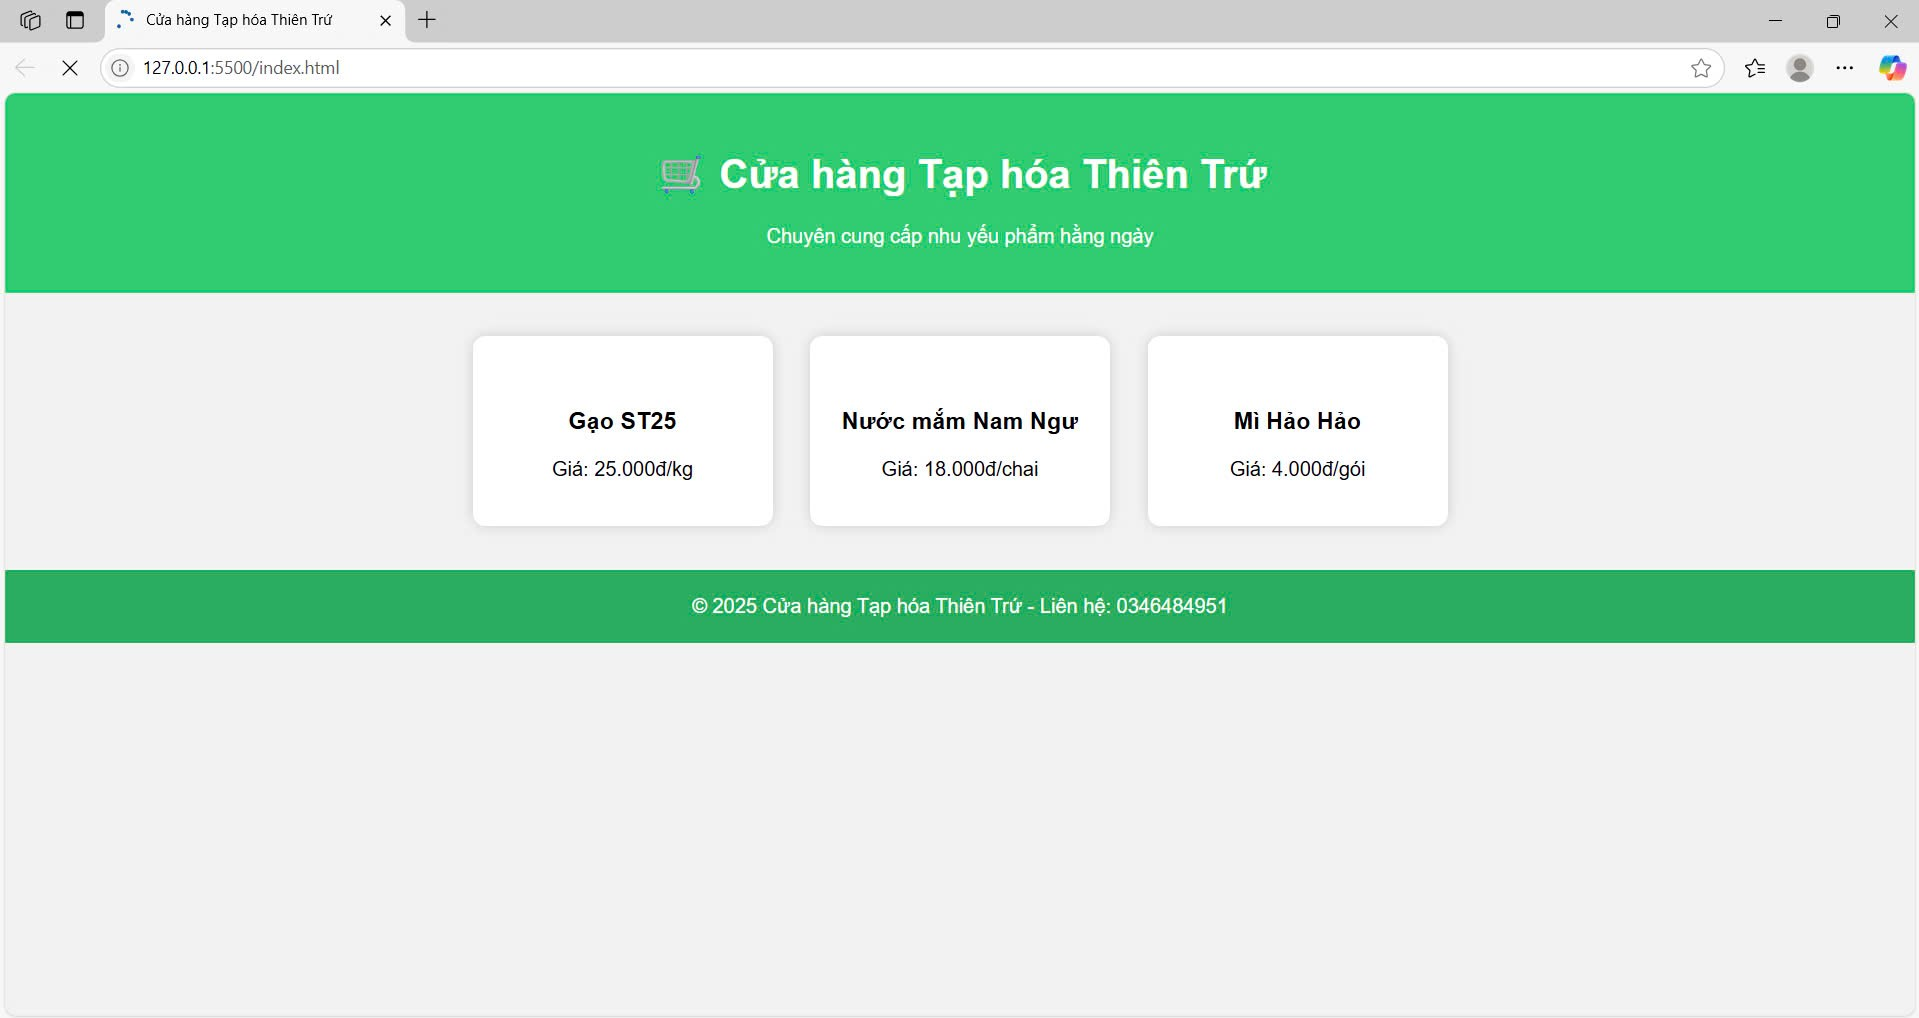 Cửa hàng Tạp hóa Thiên Trứ
127.0.0.1:5500/index.html
🛒 Cửa hàng Tạp hóa Thiên Trứ
Chuyên cung cấp nhu yếu phẩm hằng ngày
Gạo ST25
Giá: 25.000đ/kg
Nước mắm Nam Ngư
Giá: 18.000đ/chai
Mì Hảo Hảo
Giá: 4.000đ/gói
© 2025 Cửa hàng Tạp hóa Thiên Trứ - Liên hệ: 0346484951